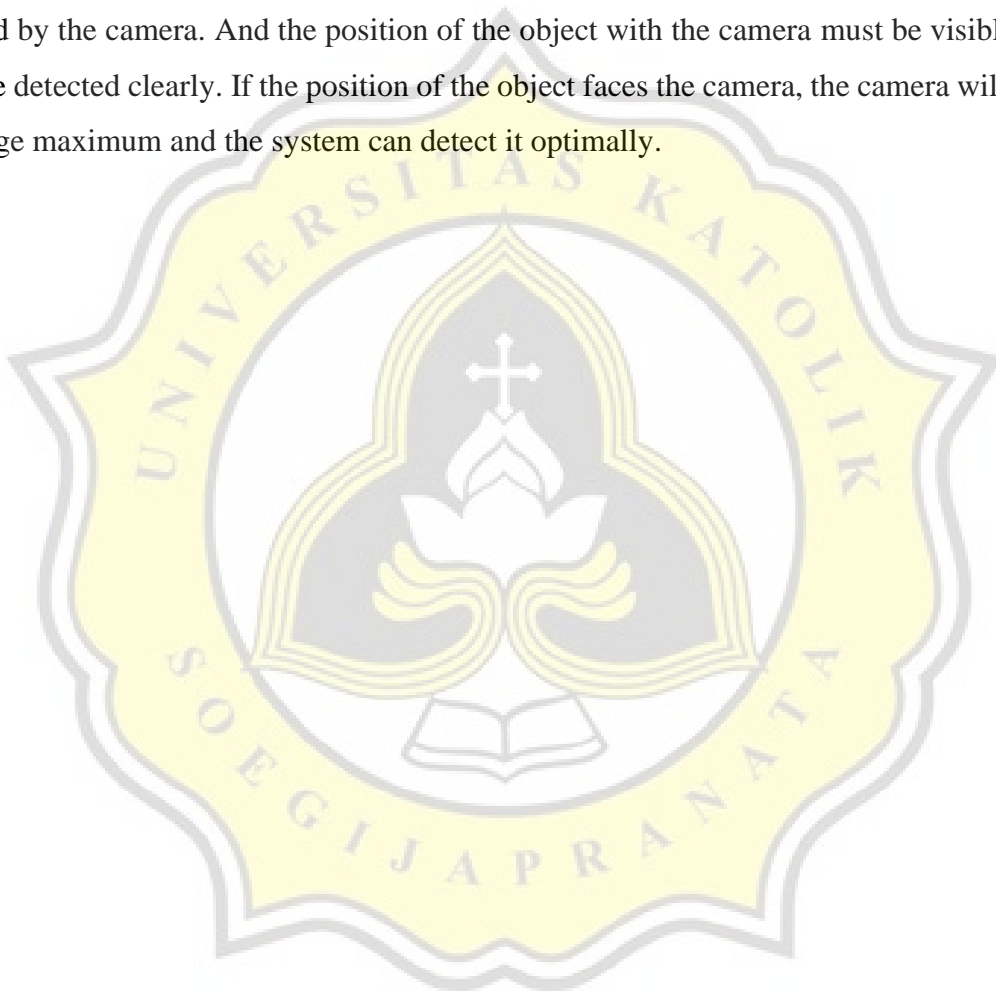 d by the camera. And the position of the object with the camera must be visibl
e detected clearly. If the position of the object faces the camera, the camera wil
ge maximum and the system can detect it optimally.
UNIVERSITAS KATOLIK
SOEGIJAPRANATA